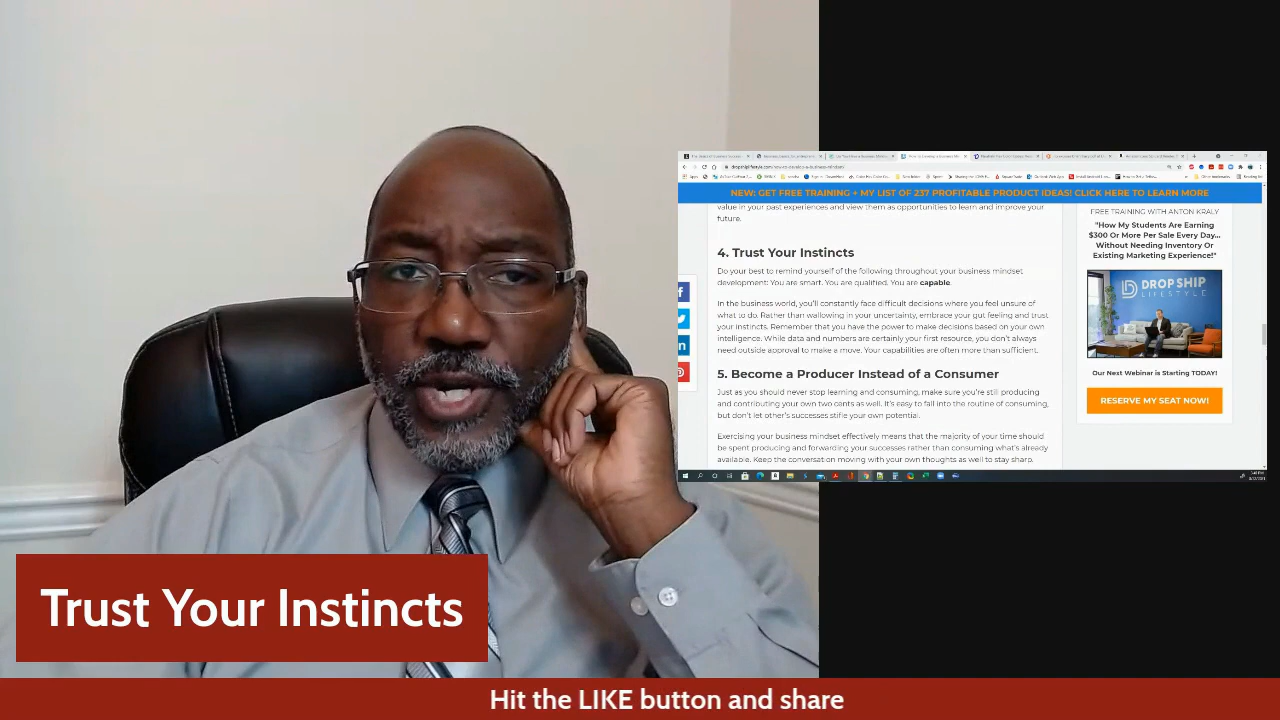 dropshiplifestyle.com/how-to-develop-a-business-mindset/
NEW: GET FREE TRAINING + MY LIST OF 237 PROFITABLE PRODUCT IDEAS! CLICK HERE TO LEARN MORE
value in your past experiences and view them as opportunities to learn and improve your
future.
4. Trust Your Instincts
Do your best to remind yourself of the following throughout your business mindset
development: You are smart. You are qualified. You are capable.
In the business world, you'll constantly face difficult decisions where you feel unsure of
what to do. Rather than wallowing in your uncertainty, embrace your gut feeling and trust
your instincts. Remember that you have the power to make decisions based on your own
intelligence. While data and numbers are certainly your first resource, you don't always
need outside approval to make a move. Your capabilities are often more than sufficient.
5. Become a Producer Instead of a Consumer
Just as you should never stop learning and consuming, make sure you're still producing
and contributing your own two cents as well. It's easy to fall into the routine of consuming,
but don't let other's successes stifle your own potential.
Exercising your business mindset effectively means that the majority of your time should
be spent producing and forwarding your successes rather than consuming what's already
available. Keep the conversation moving with your own thoughts as well to stay sharp.
FREE TRAINING WITH ANTON KRALY
"How My Students Are Earning
$300 Or More Per Sale Every Day...
Without Needing Inventory Or
Existing Marketing Experience!"
DROP SHIP
LIFESTYLE
Our Next Webinar is Starting TODAY!
RESERVE MY SEAT NOW!
Trust Your Instincts
Hit the LIKE button and share